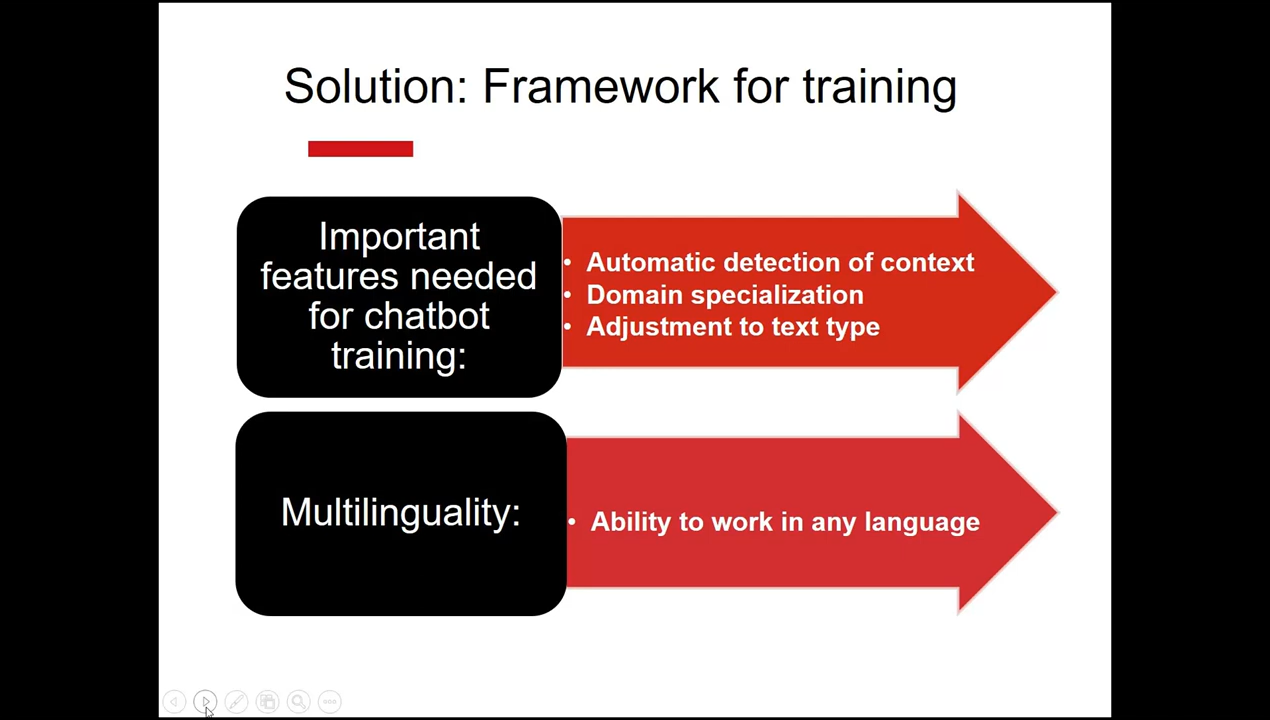 Solution: Framework for training
Important
features needed
for chatbot
training:
• Automatic detection of context
• Domain specialization
• Adjustment to text type
Multilinguality:
• Ability to work in any language